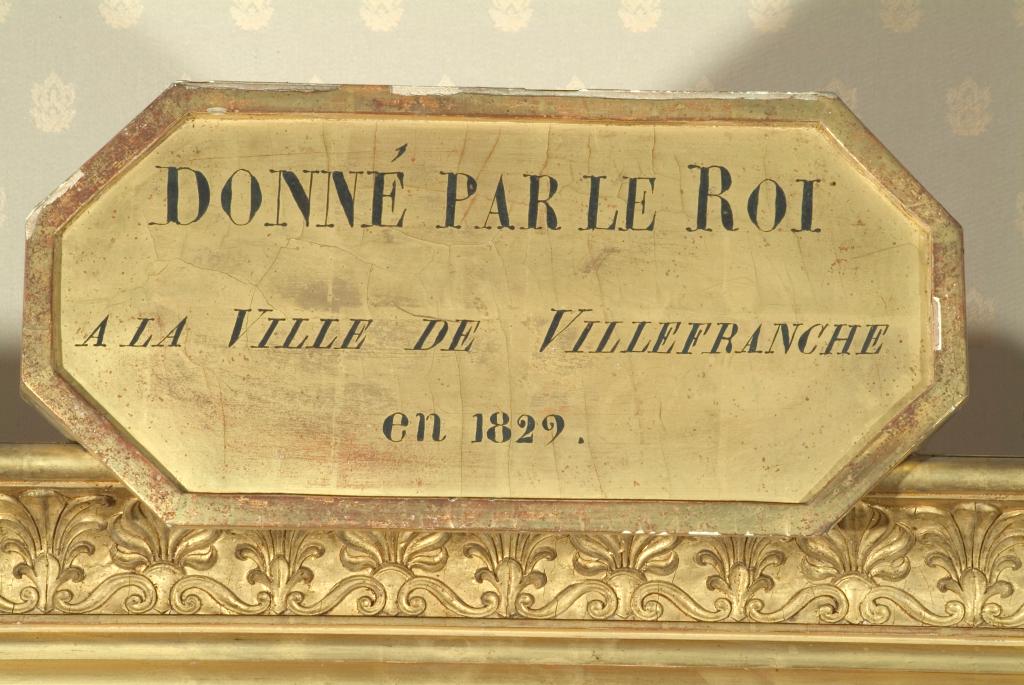 DONNÉ PAR LE ROI
A LA VILLE DE VILLEFRANCHE
en 1829.